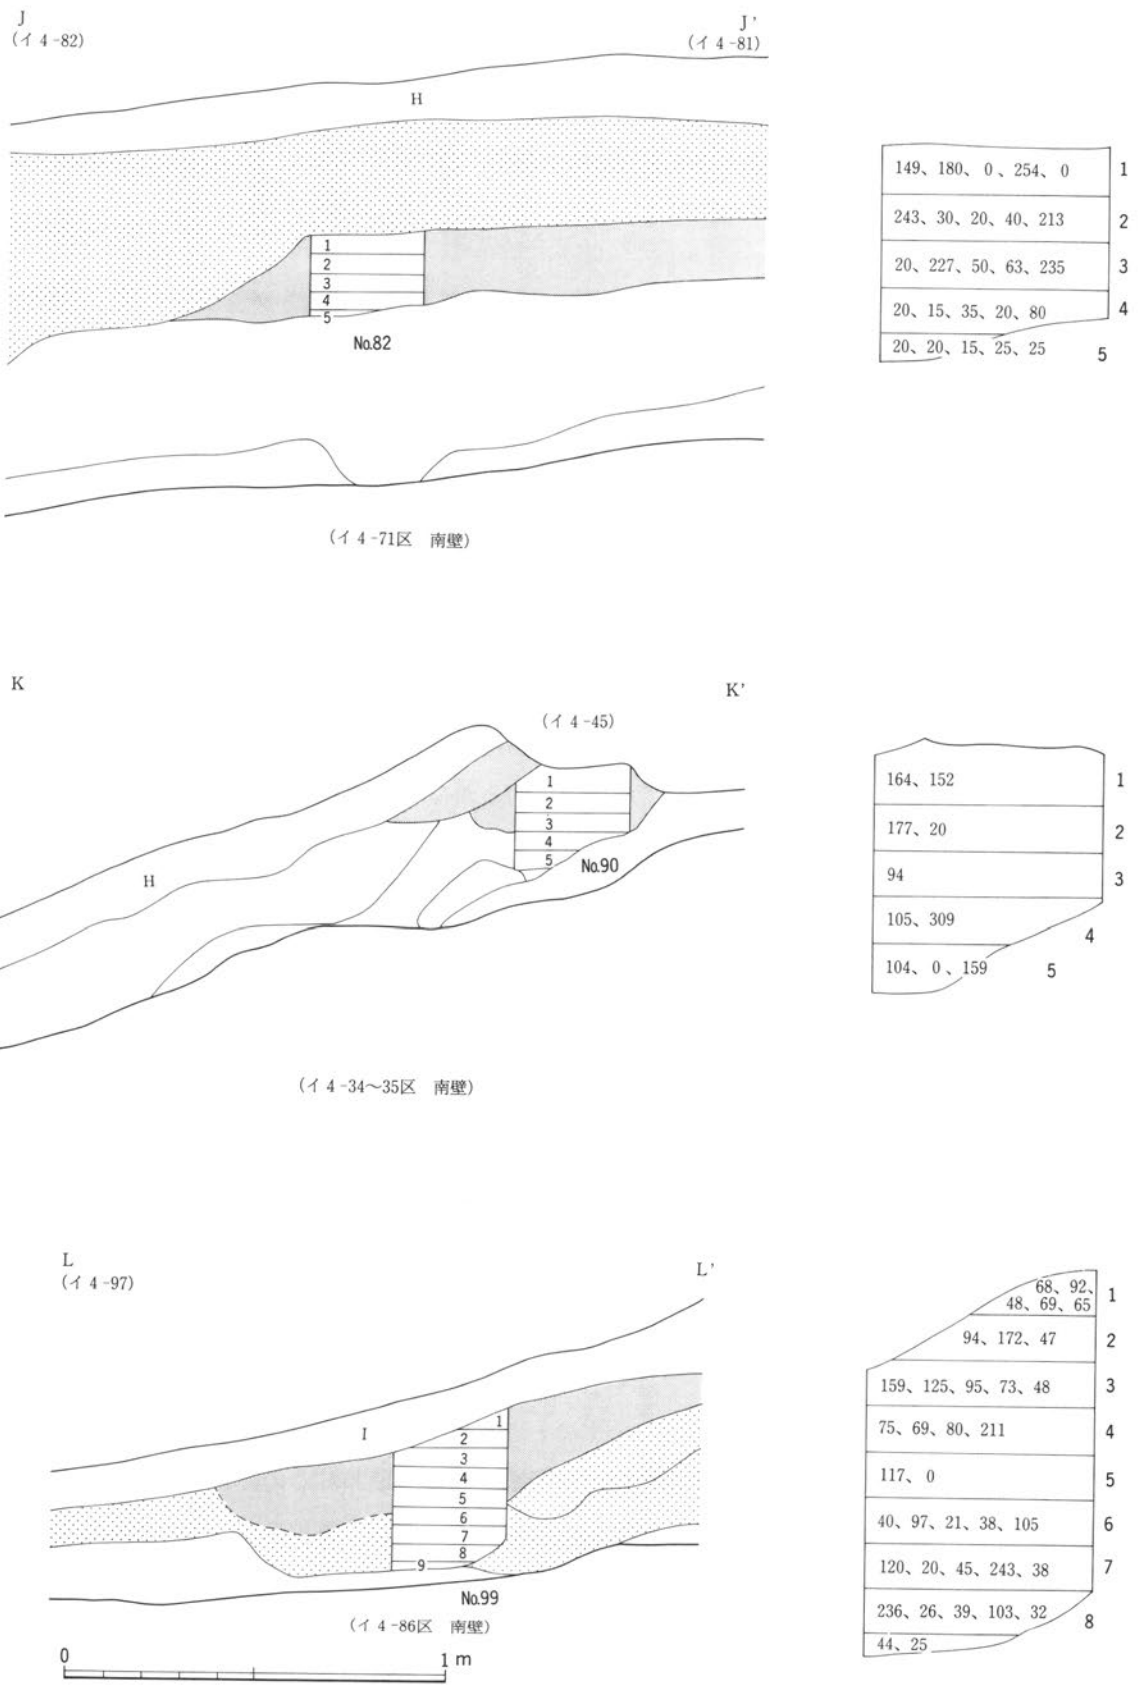 J
(イ 4 -82)
J'
(イ 4 -81)
H
1
2
3
4
5
No.82
(イ 4 -71区　南壁)
149、180、0、254、0　1
243、30、20、40、213　2
20、227、50、63、235　3
20、15、35、20、80　4
20、20、15、25、25　5
K
K'
(イ 4 -45)
H
1
2
3
4
5
No.90
(イ 4 -34～35区　南壁)
164、152　1
177、20　2
94　3
105、309　4
104、0、159　5
L
(イ 4 -97)
L'
I
1
2
3
4
5
6
7
8
9
No.99
(イ 4 -86区　南壁)
0　1 m
68、92、
48、69、65　1
94、172、47　2
159、125、95、73、48　3
75、69、80、211　4
117、0　5
40、97、21、38、105　6
120、20、45、243、38　7
236、26、39、103、32　8
44、25